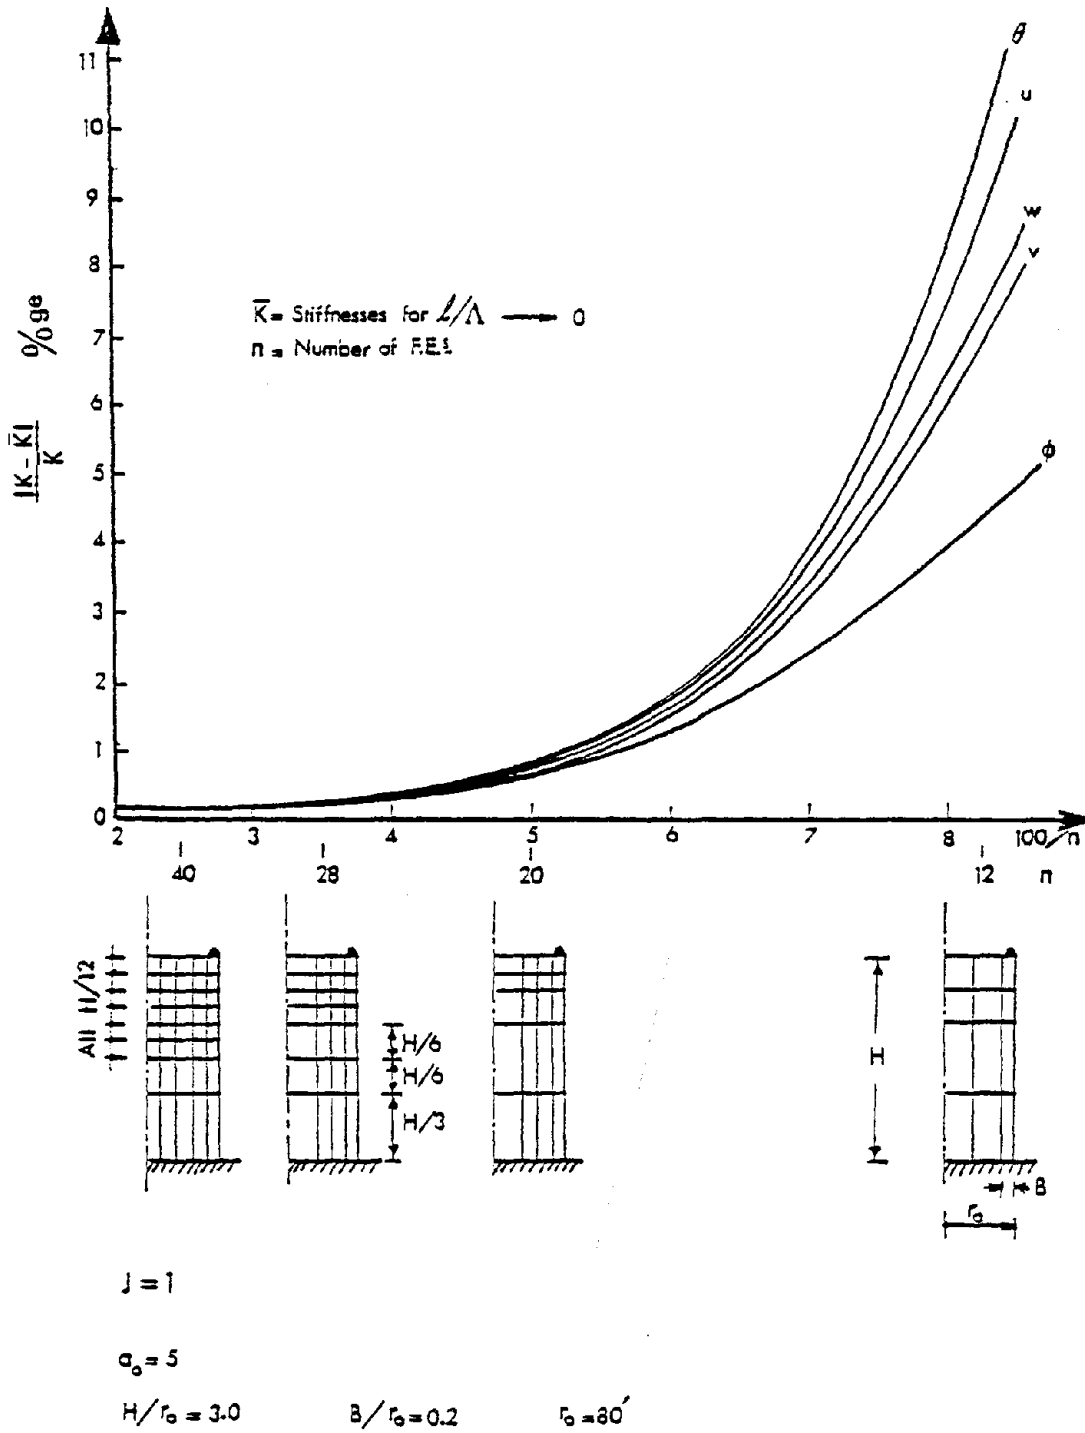 11
10
9
8
7
6
5
4
3
2
1
0
%ge
|K - K̅|
K
K̅ = Stiffnesses for ℓ/Λ → 0
n = Number of F.E.s
θ
u
w
v
φ
2 3 4 5 6 7 8 100/n
40 28 20 12 n
All H/12
H/6
H/6
H/3
H
B
r₀
J = 1
a₀ = 5
H/r₀ = 3.0 B/r₀ = 0.2 r₀ = 80'